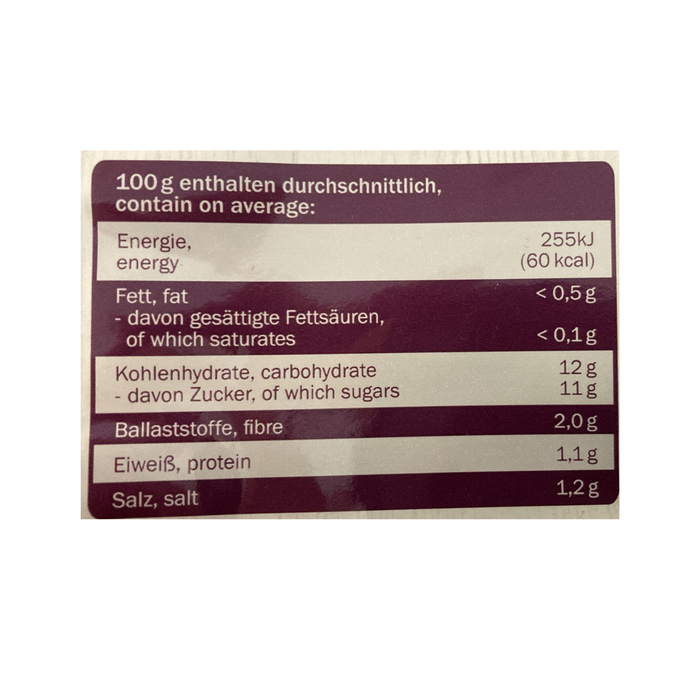 100 g enthalten durchschnittlich,
contain on average:
Energie, 255kJ
energy (60 kcal)
Fett, fat < 0,5 g
- davon gesättigte Fettsäuren,
of which saturates < 0,1 g
Kohlenhydrate, carbohydrate 12 g
- davon Zucker, of which sugars 11 g
Ballaststoffe, fibre 2,0 g
Eiweiß, protein 1,1 g
Salz, salt 1,2 g